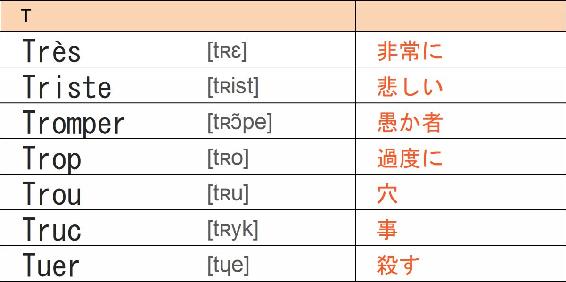 T
Très [tʀɛ] 非常に
Triste [tʀist] 悲しい
Tromper [tʀɔ̃pe] 愚か者
Trop [tʀo] 過度に
Trou [tʀu] 穴
Truc [tʀyk] 事
Tuer [tɥe] 殺す